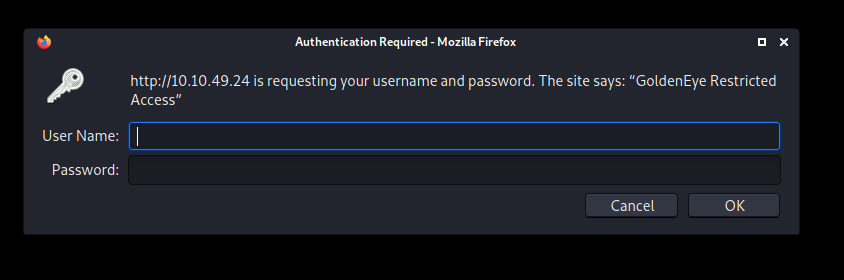 Authentication Required - Mozilla Firefox
http://10.10.49.24 is requesting your username and password. The site says: “GoldenEye Restricted
Access”
User Name:
Password:
Cancel OK